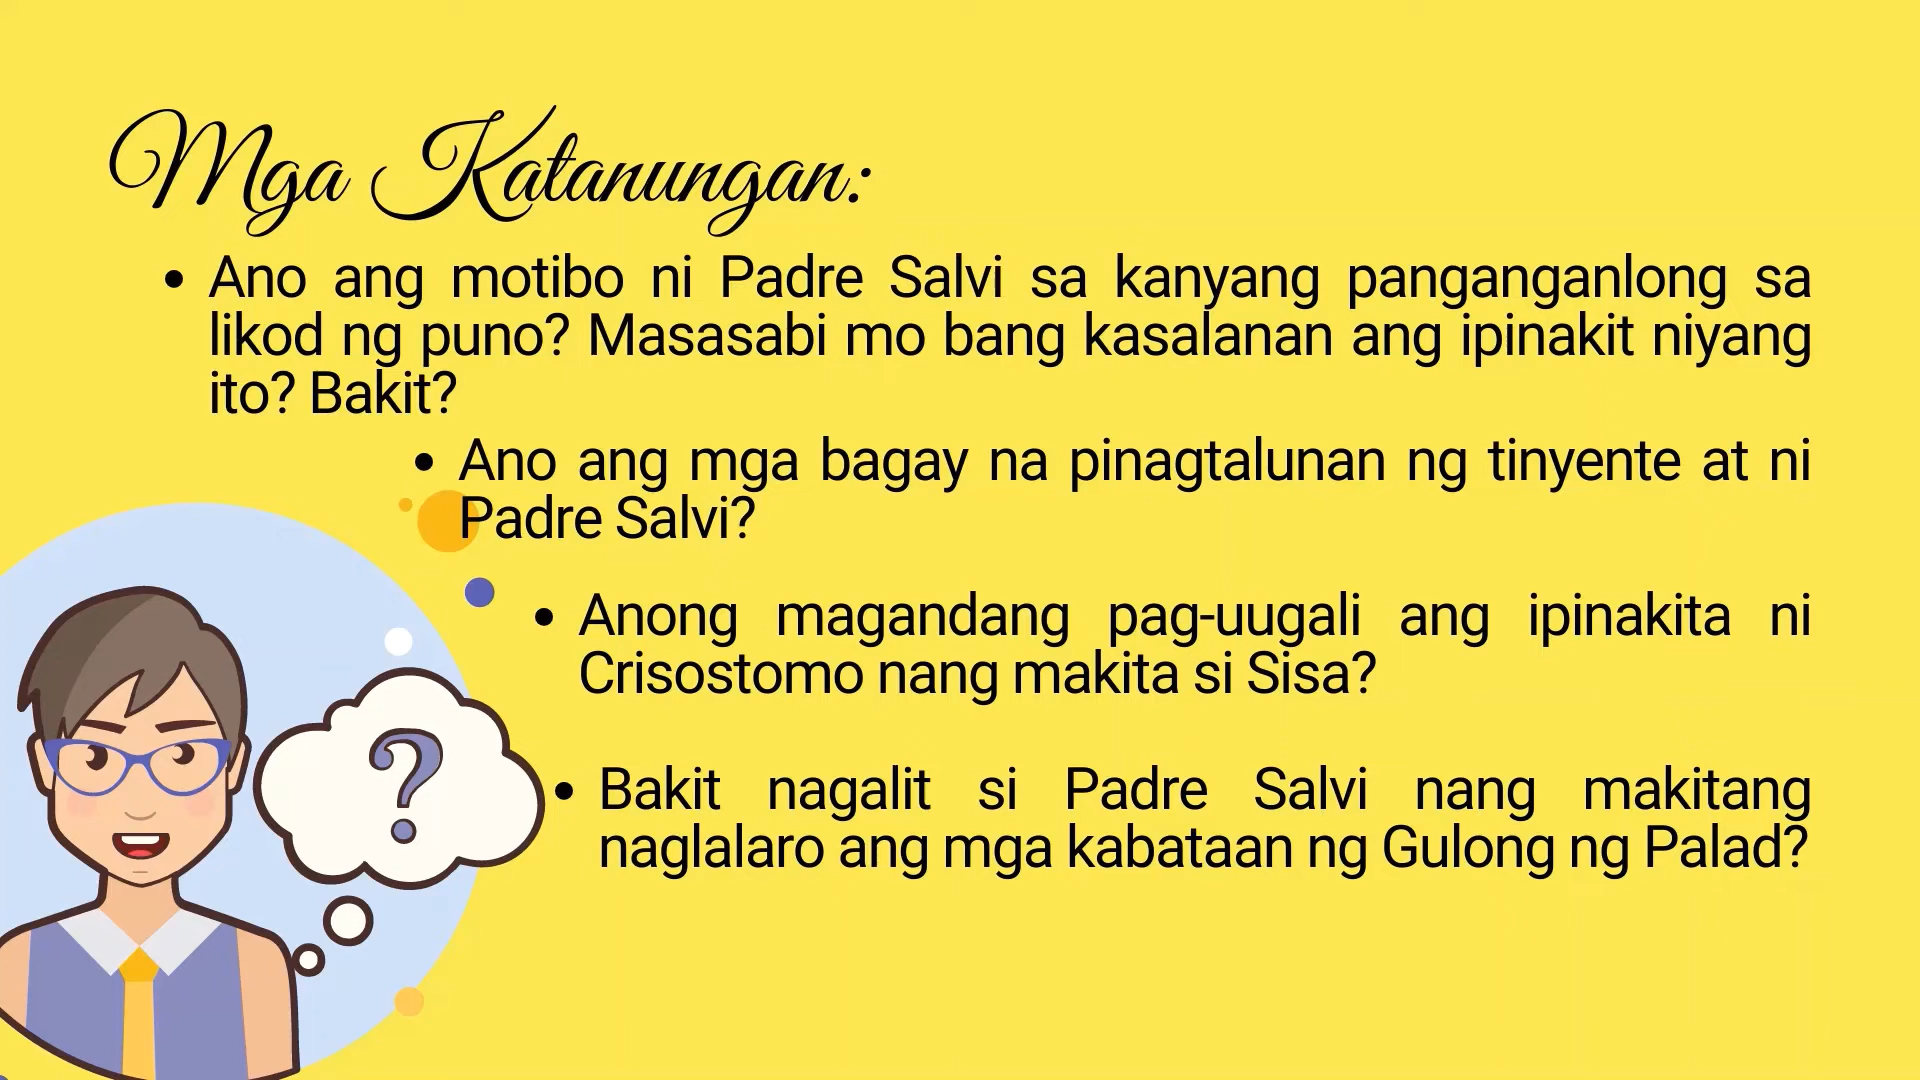 Mga Katanungan:
• Ano ang motibo ni Padre Salvi sa kanyang panganganlong sa
likod ng puno? Masasabi mo bang kasalanan ang ipinakit niyang
ito? Bakit?
• Ano ang mga bagay na pinagtalunan ng tinyente at ni
Padre Salvi?
• Anong magandang pag-uugali ang ipinakita ni
Crisostomo nang makita si Sisa?
• Bakit nagalit si Padre Salvi nang makitang
naglalaro ang mga kabataan ng Gulong ng Palad?
?